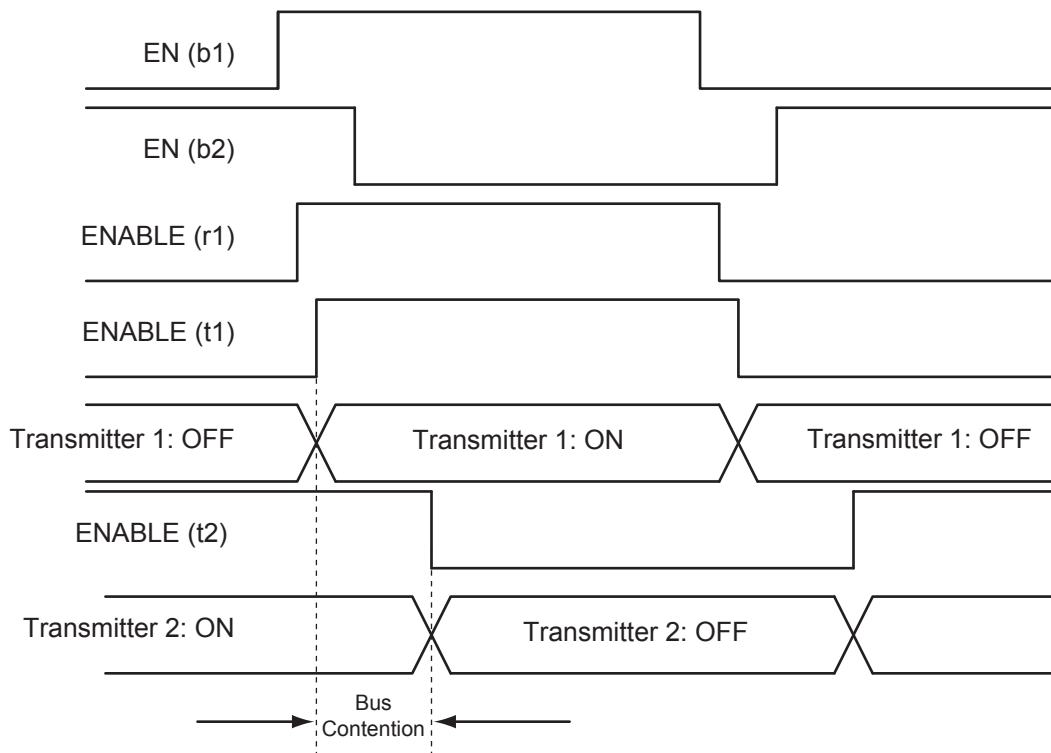 EN (b1)
EN (b2)
ENABLE (r1)
ENABLE (t1)
Transmitter 1: OFF
Transmitter 1: ON
Transmitter 1: OFF
ENABLE (t2)
Transmitter 2: ON
Transmitter 2: OFF
Bus
Contention